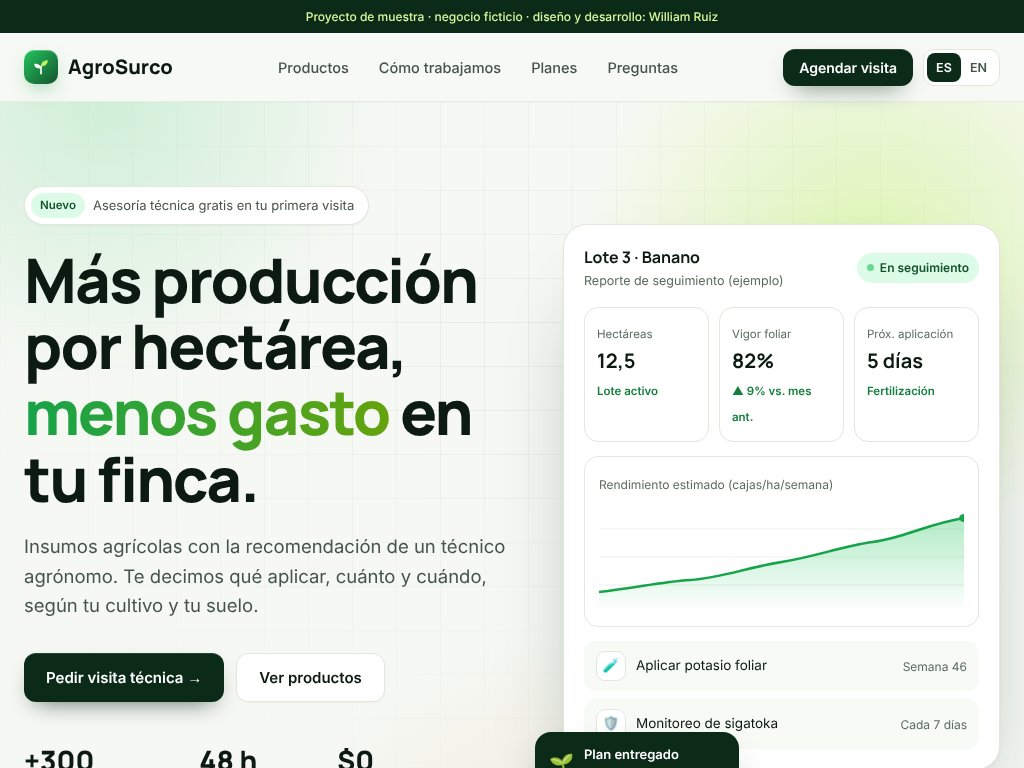 Proyecto de muestra · negocio ficticio · diseño y desarrollo: William Ruiz
AgroSurco
Productos
Cómo trabajamos
Planes
Preguntas
Agendar visita
ES
EN
Nuevo
Asesoría técnica gratis en tu primera visita
Más producción
por hectárea,
menos gasto en
tu finca.
Insumos agrícolas con la recomendación de un técnico
agrónomo. Te decimos qué aplicar, cuánto y cuándo,
según tu cultivo y tu suelo.
Pedir visita técnica →
Ver productos
+300
48 h
$0
Lote 3 · Banano
Reporte de seguimiento (ejemplo)
En seguimiento
Hectáreas
12,5
Lote activo
Vigor foliar
82%
▲ 9% vs. mes
ant.
Próx. aplicación
5 días
Fertilización
Rendimiento estimado (cajas/ha/semana)
Aplicar potasio foliar
Semana 46
Monitoreo de sigatoka
Cada 7 días
Plan entregado